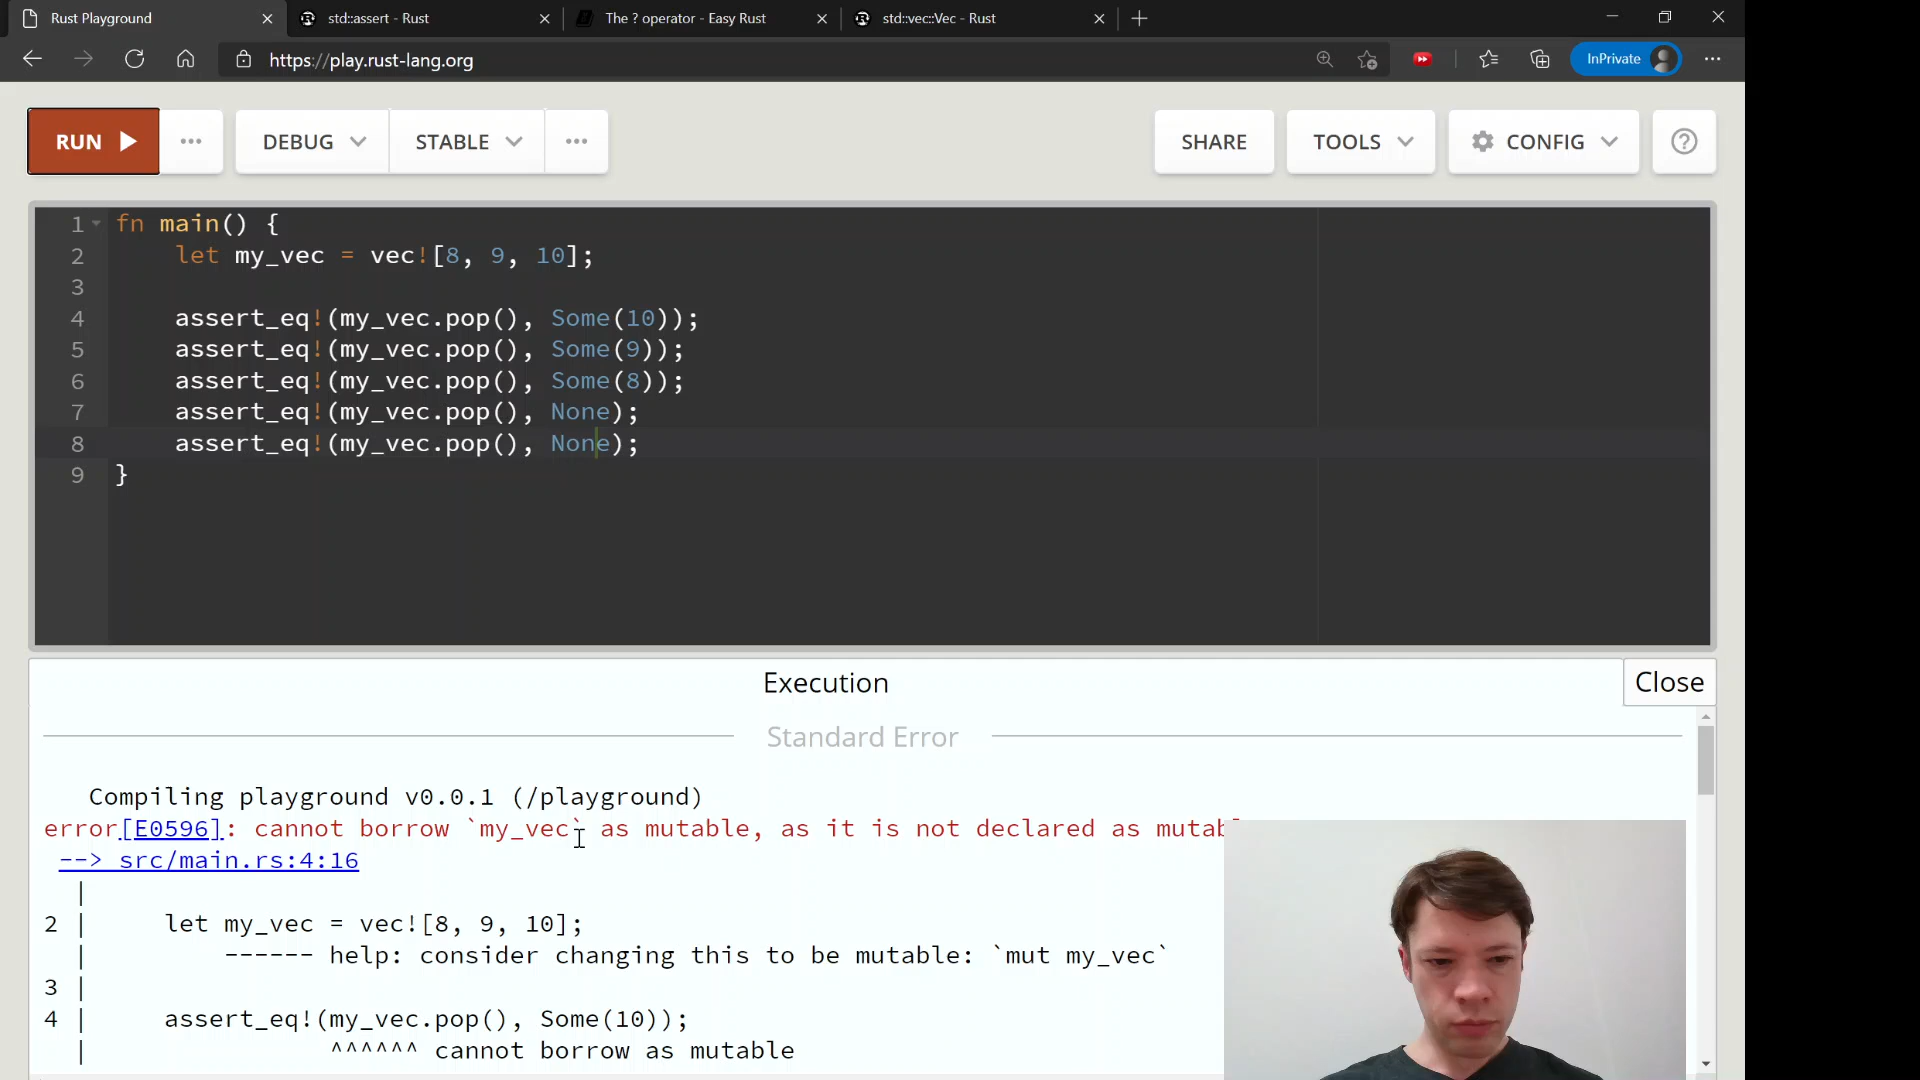 Rust Playground
std::assert - Rust
The ? operator - Easy Rust
std::vec::Vec - Rust
https://play.rust-lang.org
InPrivate
RUN
DEBUG
STABLE
SHARE
TOOLS
CONFIG
1 fn main() {
2 let my_vec = vec![8, 9, 10];
3
4 assert_eq!(my_vec.pop(), Some(10));
5 assert_eq!(my_vec.pop(), Some(9));
6 assert_eq!(my_vec.pop(), Some(8));
7 assert_eq!(my_vec.pop(), None);
8 assert_eq!(my_vec.pop(), None);
9 }
Execution
Close
Standard Error
Compiling playground v0.0.1 (/playground)
error[E0596]: cannot borrow `my_vec` as mutable, as it is not declared as
--> src/main.rs:4:16
|
2 | let my_vec = vec![8, 9, 10];
| ------ help: consider changing this to be mutable: `mut my_vec`
3 |
4 | assert_eq!(my_vec.pop(), Some(10));
| ^^^^^^ cannot borrow as mutable